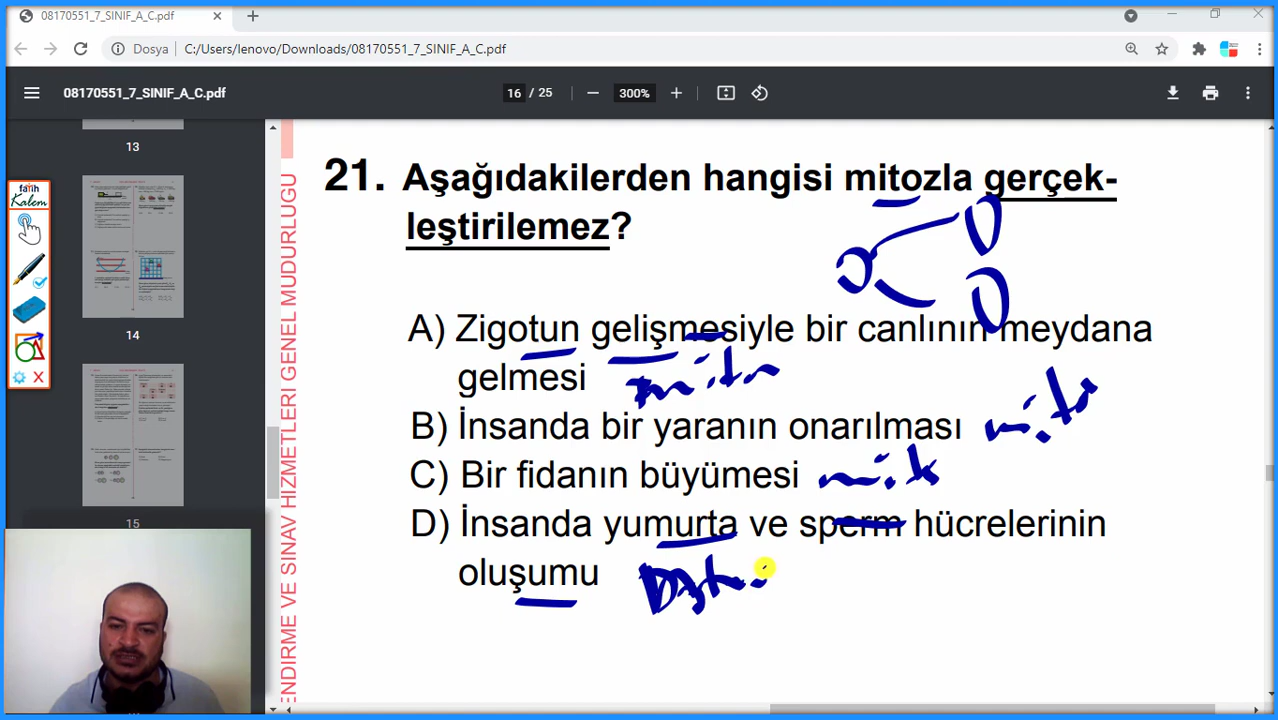 08170551_7_SINIF_A_C.pdf
Dosya
C:/Users/lenovo/Downloads/08170551_7_SINIF_A_C.pdf
08170551_7_SINIF_A_C.pdf
16 / 25
300%
13
14
15
fatih
Kalem
ENDİRME VE SINAV HİZMETLERİ GENEL MÜDÜRLÜĞÜ
21. Aşağıdakilerden hangisi mitozla gerçek-
leştirilemez?
A) Zigotun gelişmesiyle bir canlının meydana
gelmesi
B) İnsanda bir yaranın onarılması
C) Bir fidanın büyümesi
D) İnsanda yumurta ve sperm hücrelerinin
oluşumu